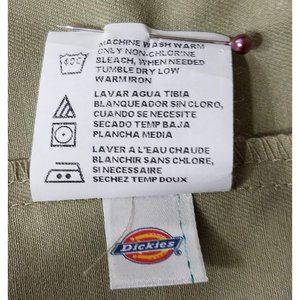 40C
MACHINE WASH WARM
ONLY NON-CHLORINE
BLEACH, WHEN NEEDED
TUMBLE DRY LOW
WARM IRON
LAVAR AGUA TIBIA
BLANQUEADOR SIN CLORO,
CUANDO SE NECESITE
SECADO TEMP BAJA
PLANCHA MEDIA
LAVER A L'EAU CHAUDE
BLANCHIR SANS CHLORE,
SI NECESSAIRE
SECHEZ TEMP DOUX
Dickies